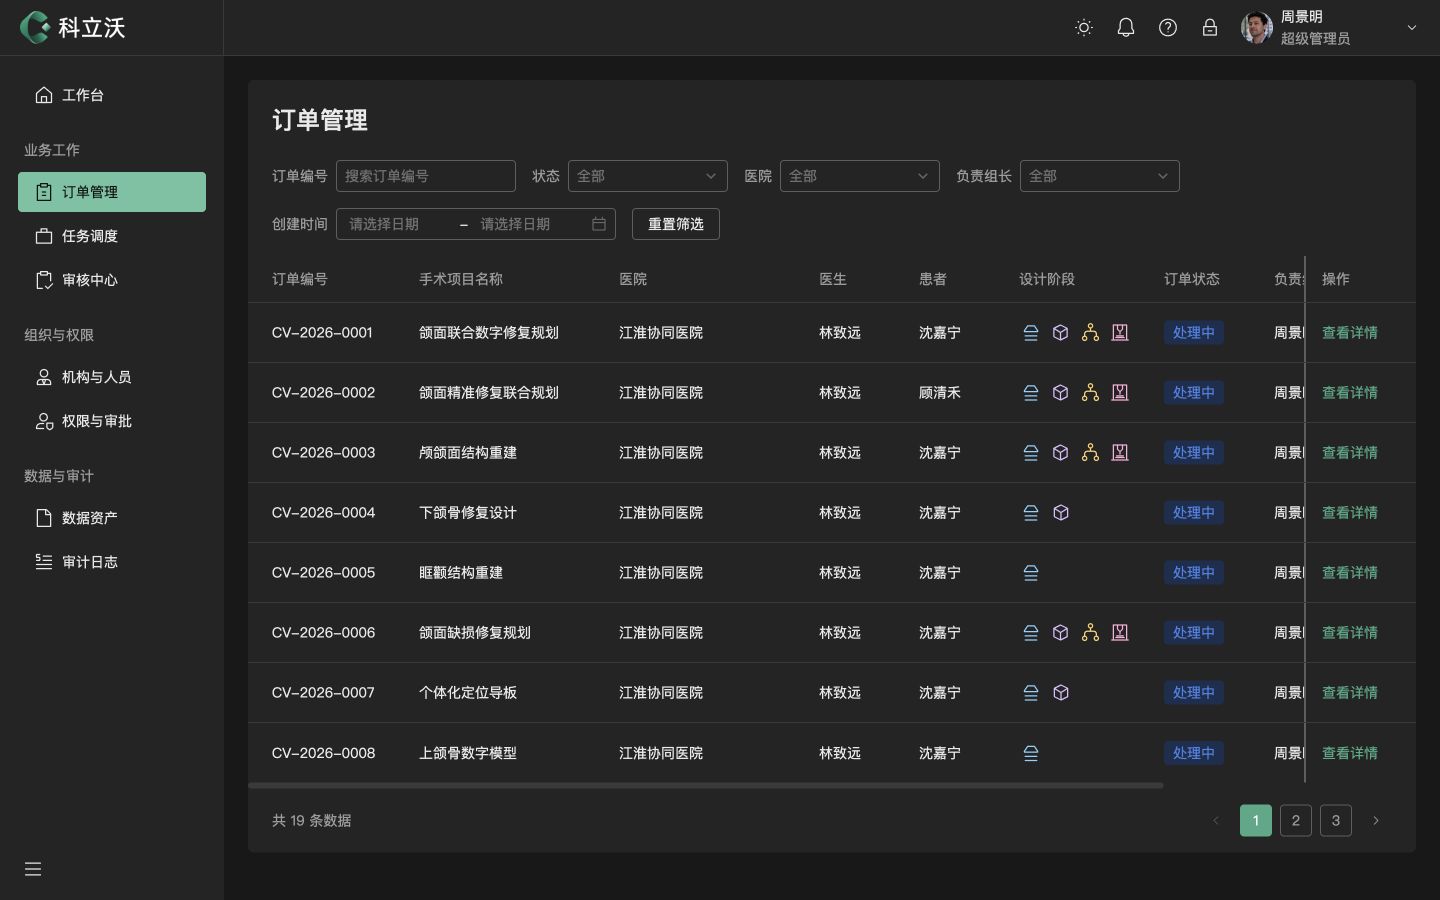 科立沃
周景明
超级管理员
工作台
业务工作
订单管理
任务调度
审核中心
组织与权限
机构与人员
权限与审批
数据与审计
数据资产
审计日志
订单管理
订单编号 搜索订单编号 状态 全部 医院 全部 负责组长 全部
创建时间 请选择日期 – 请选择日期 重置筛选
订单编号 手术项目名称 医院 医生 患者 设计阶段 订单状态 负责 操作
CV-2026-0001 颌面联合数字修复规划 江淮协同医院 林致远 沈嘉宁 处理中 周景 查看详情
CV-2026-0002 颌面精准修复联合规划 江淮协同医院 林致远 顾清禾 处理中 周景 查看详情
CV-2026-0003 颅颌面结构重建 江淮协同医院 林致远 沈嘉宁 处理中 周景 查看详情
CV-2026-0004 下颌骨修复设计 江淮协同医院 林致远 沈嘉宁 处理中 周景 查看详情
CV-2026-0005 眶颧结构重建 江淮协同医院 林致远 沈嘉宁 处理中 周景 查看详情
CV-2026-0006 颌面缺损修复规划 江淮协同医院 林致远 沈嘉宁 处理中 周景 查看详情
CV-2026-0007 个体化定位导板 江淮协同医院 林致远 沈嘉宁 处理中 周景 查看详情
CV-2026-0008 上颌骨数字模型 江淮协同医院 林致远 沈嘉宁 处理中 周景 查看详情
共 19 条数据
1 2 3